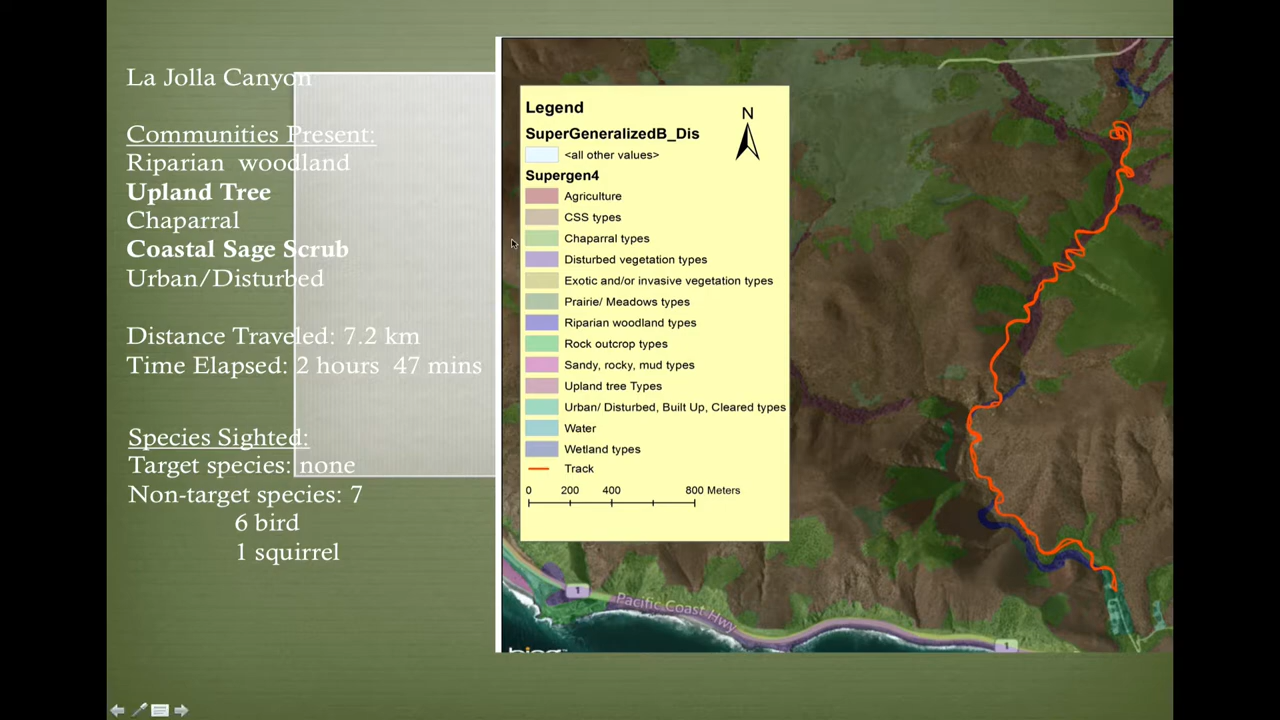 La Jolla Canyon
Communities Present:
Riparian woodland
Upland Tree
Chaparral
Coastal Sage Scrub
Urban/Disturbed
Distance Traveled: 7.2 km
Time Elapsed: 2 hours 47 mins
Species Sighted:
Target species: none
Non-target species: 7
6 bird
1 squirrel
Legend
N
SuperGeneralizedB_Dis
<all other values>
Supergen4
Agriculture
CSS types
Chaparral types
Disturbed vegetation types
Exotic and/or invasive vegetation types
Prairie/ Meadows types
Riparian woodland types
Rock outcrop types
Sandy, rocky, mud types
Upland tree Types
Urban/ Disturbed, Built Up, Cleared types
Water
Wetland types
Track
0 200 400 800 Meters
1
Pacific Coast Hwy
1